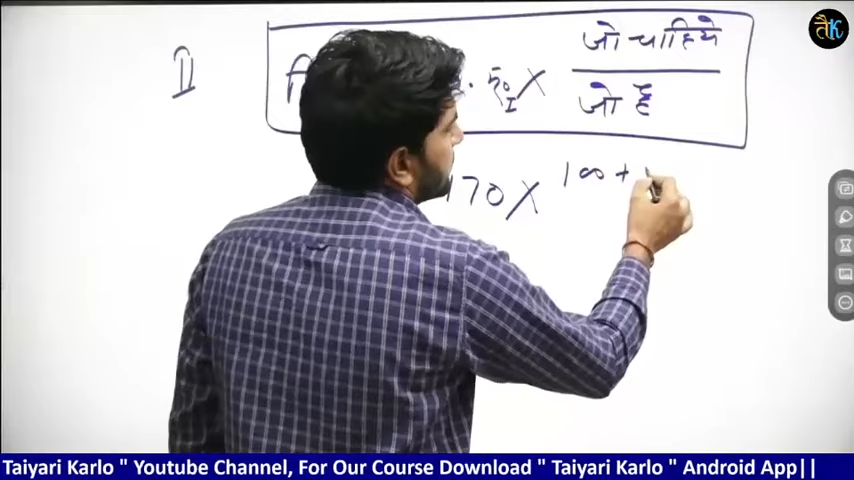 तैK
II
जो चाहिये
X
जो है
170 X 100 +
Taiyari Karlo " YouTube Channel, For Our Course Download " Taiyari Karlo " Android App||